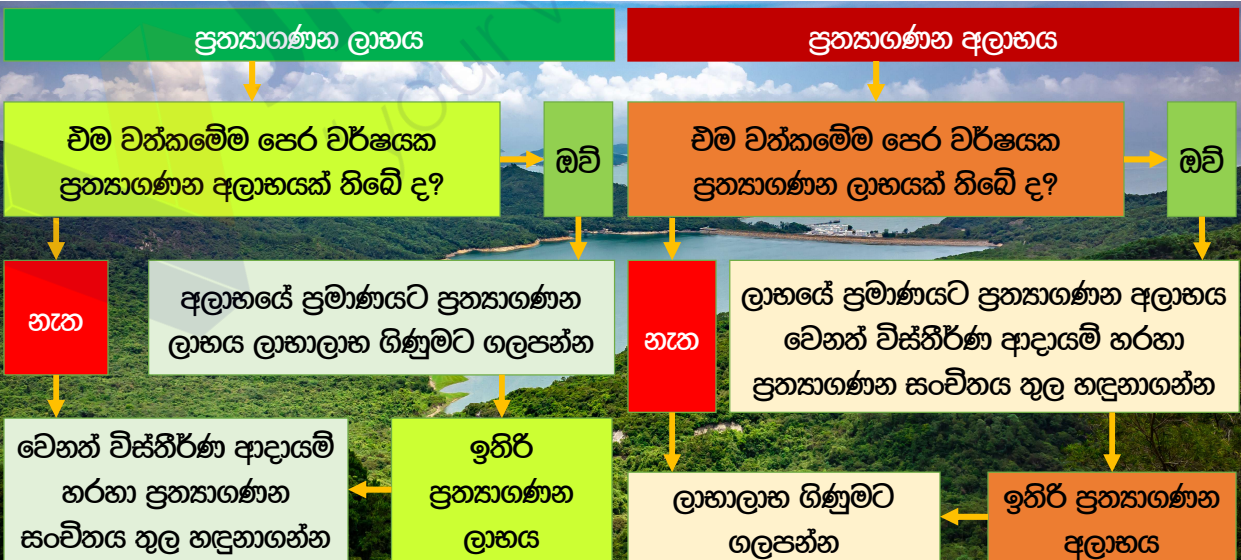 ප්‍රත්‍යාගණන ලාභය
එම වත්කමේම පෙර වර්ෂයක
ප්‍රත්‍යාගණන අලාභයක් තිබේ ද?
ඔව්
නැත
අලාභයේ ප්‍රමාණයට ප්‍රත්‍යාගණන
ලාභය ලාභාලාභ ගිණුමට ගලපන්න
වෙනත් විස්තීර්ණ ආදායම්
හරහා ප්‍රත්‍යාගණන
සංචිතය තුල හඳුනාගන්න
ඉතිරි
ප්‍රත්‍යාගණන
ලාභය
ප්‍රත්‍යාගණන අලාභය
එම වත්කමේම පෙර වර්ෂයක
ප්‍රත්‍යාගණන ලාභයක් තිබේ ද?
ඔව්
නැත
ලාභයේ ප්‍රමාණයට ප්‍රත්‍යාගණන අලාභය
වෙනත් විස්තීර්ණ ආදායම් හරහා
ප්‍රත්‍යාගණන සංචිතය තුල හඳුනාගන්න
ලාභාලාභ ගිණුමට
ගලපන්න
ඉතිරි ප්‍රත්‍යාගණන
අලාභය
your